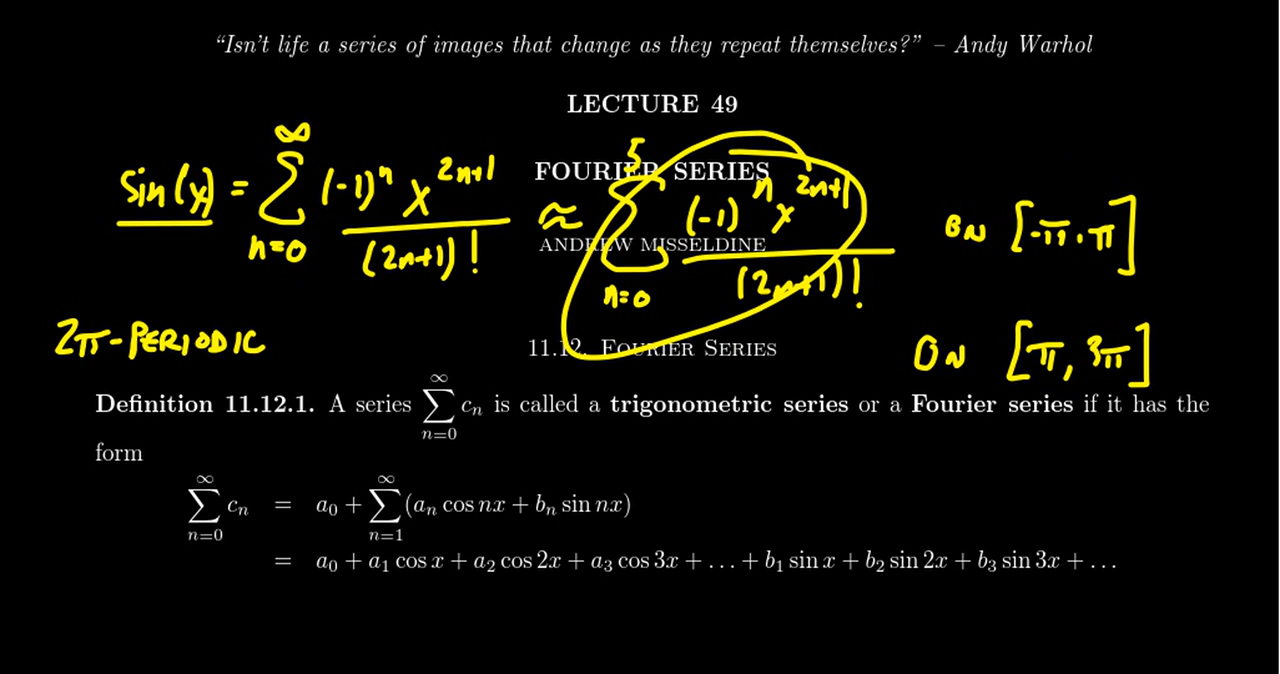 “Isn’t life a series of images that change as they repeat themselves?” – Andy Warhol
LECTURE 49
FOURIER SERIES
sin(x) = ∑_{n=0}^{∞} (-1)^n x^{2n+1} / (2n+1)! ≈ ∑_{n=0}^{5} (-1)^n x^{2n+1} / (2n+1)! ON [-π, π]
ANDREW MISSELDINE
2π-PERIODIC
11.12. Fourier Series
ON [π, 3π]
Definition 11.12.1. A series ∑_{n=0}^{∞} c_n is called a trigonometric series or a Fourier series if it has the
form
∑_{n=0}^{∞} c_n = a_0 + ∑_{n=1}^{∞} (a_n cos nx + b_n sin nx)
= a_0 + a_1 cos x + a_2 cos 2x + a_3 cos 3x + ... + b_1 sin x + b_2 sin 2x + b_3 sin 3x + ...